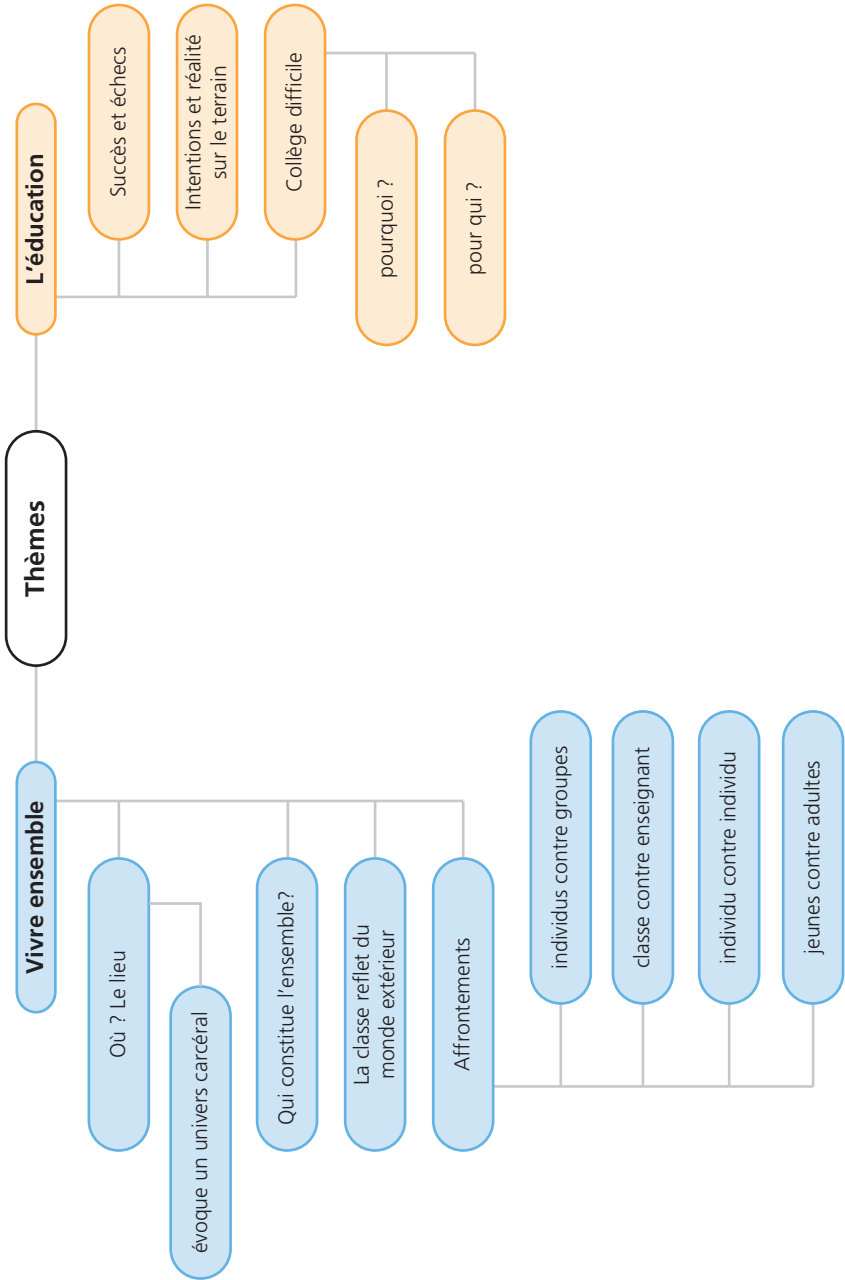 Thèmes
Vivre ensemble
Où ? Le lieu
évoque un univers carcéral
Qui constitue l'ensemble?
La classe reflet du
monde extérieur
Affrontements
individus contre groupes
classe contre enseignant
individu contre individu
jeunes contre adultes
L'éducation
Succès et échecs
Intentions et réalité
sur le terrain
Collège difficile
pourquoi ?
pour qui ?